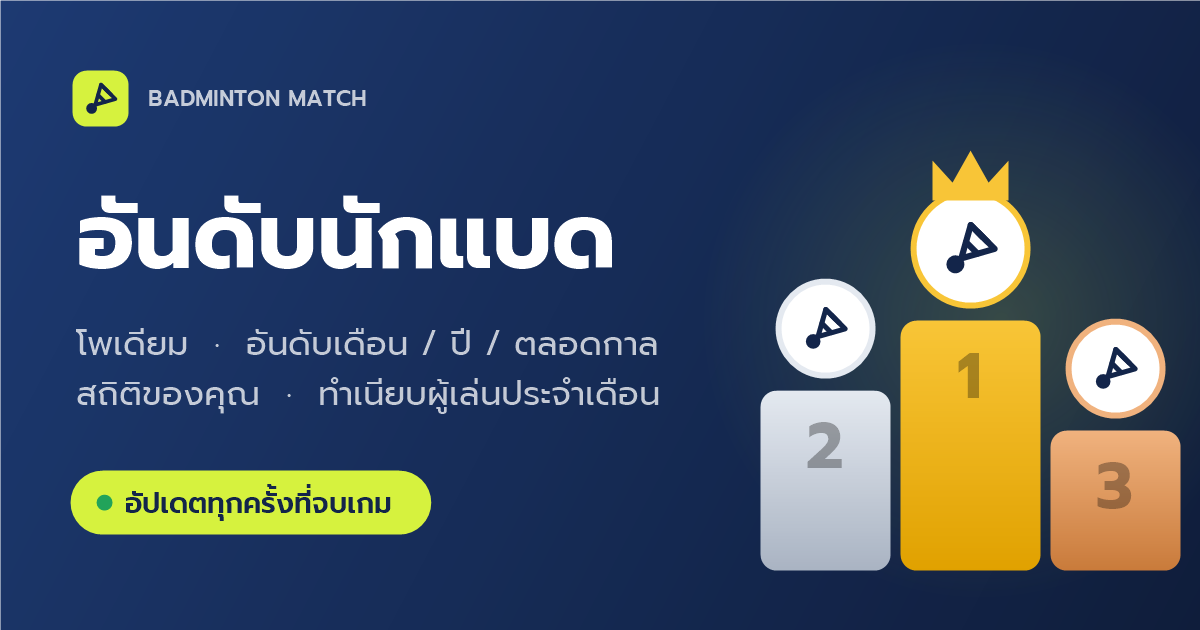 BADMINTON MATCH
อันดับนักแบด
โพเดียม · อันดับเดือน / ปี / ตลอดกาล
สถิติของคุณ · ทำเนียบผู้เล่นประจำเดือน
อัปเดตทุกครั้งที่จบเกม
1
2
3